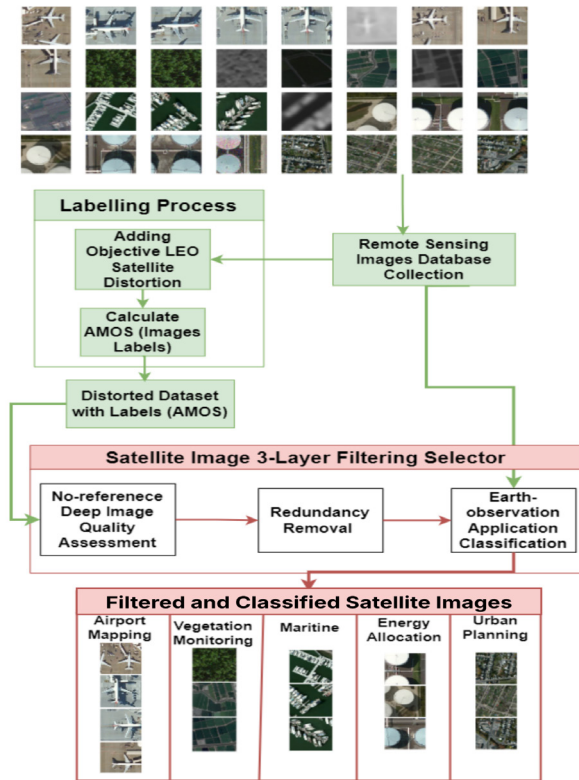 Labelling Process
Adding
Objective LEO
Satellite
Distortion
Remote Sensing
Images Database
Collection
Calculate
AMOS (Images
Labels)
Distorted Dataset
with Labels (AMOS)
Satellite Image 3-Layer Filtering Selector
No-referenece
Deep Image
Quality
Assessment
Redundancy
Removal
Earth-
observation
Application
Classification
Filtered and Classified Satellite Images
Airport
Mapping
Vegetation
Monitoring
Maritine
Energy
Allocation
Urban
Planning